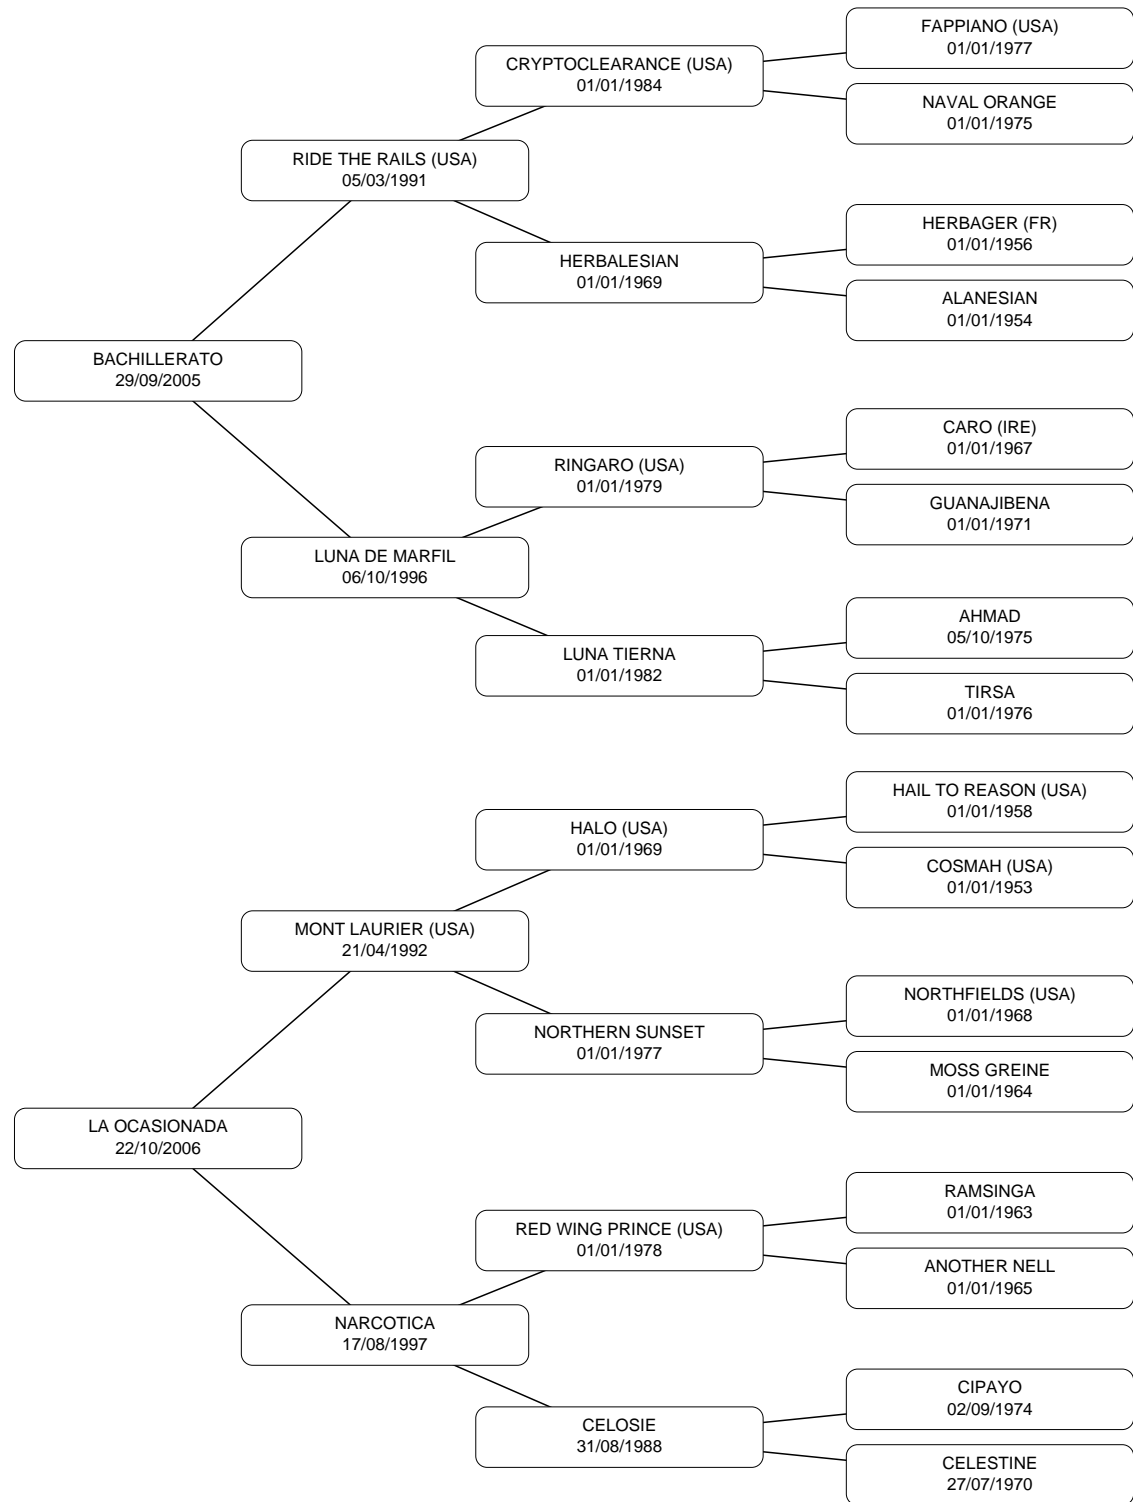 FAPPIANO (USA)
01/01/1977
CRYPTOCLEARANCE (USA)
01/01/1984
NAVAL ORANGE
01/01/1975
RIDE THE RAILS (USA)
05/03/1991
HERBAGER (FR)
01/01/1956
HERBALESIAN
01/01/1969
ALANESIAN
01/01/1954
BACHILLERATO
29/09/2005
CARO (IRE)
01/01/1967
RINGARO (USA)
01/01/1979
GUANAJIBENA
01/01/1971
LUNA DE MARFIL
06/10/1996
AHMAD
05/10/1975
LUNA TIERNA
01/01/1982
TIRSA
01/01/1976
HAIL TO REASON (USA)
01/01/1958
HALO (USA)
01/01/1969
COSMAH (USA)
01/01/1953
MONT LAURIER (USA)
21/04/1992
NORTHFIELDS (USA)
01/01/1968
NORTHERN SUNSET
01/01/1977
MOSS GREINE
01/01/1964
LA OCASIONADA
22/10/2006
RAMSINGA
01/01/1963
RED WING PRINCE (USA)
01/01/1978
ANOTHER NELL
01/01/1965
NARCOTICA
17/08/1997
CIPAYO
02/09/1974
CELOSIE
31/08/1988
CELESTINE
27/07/1970